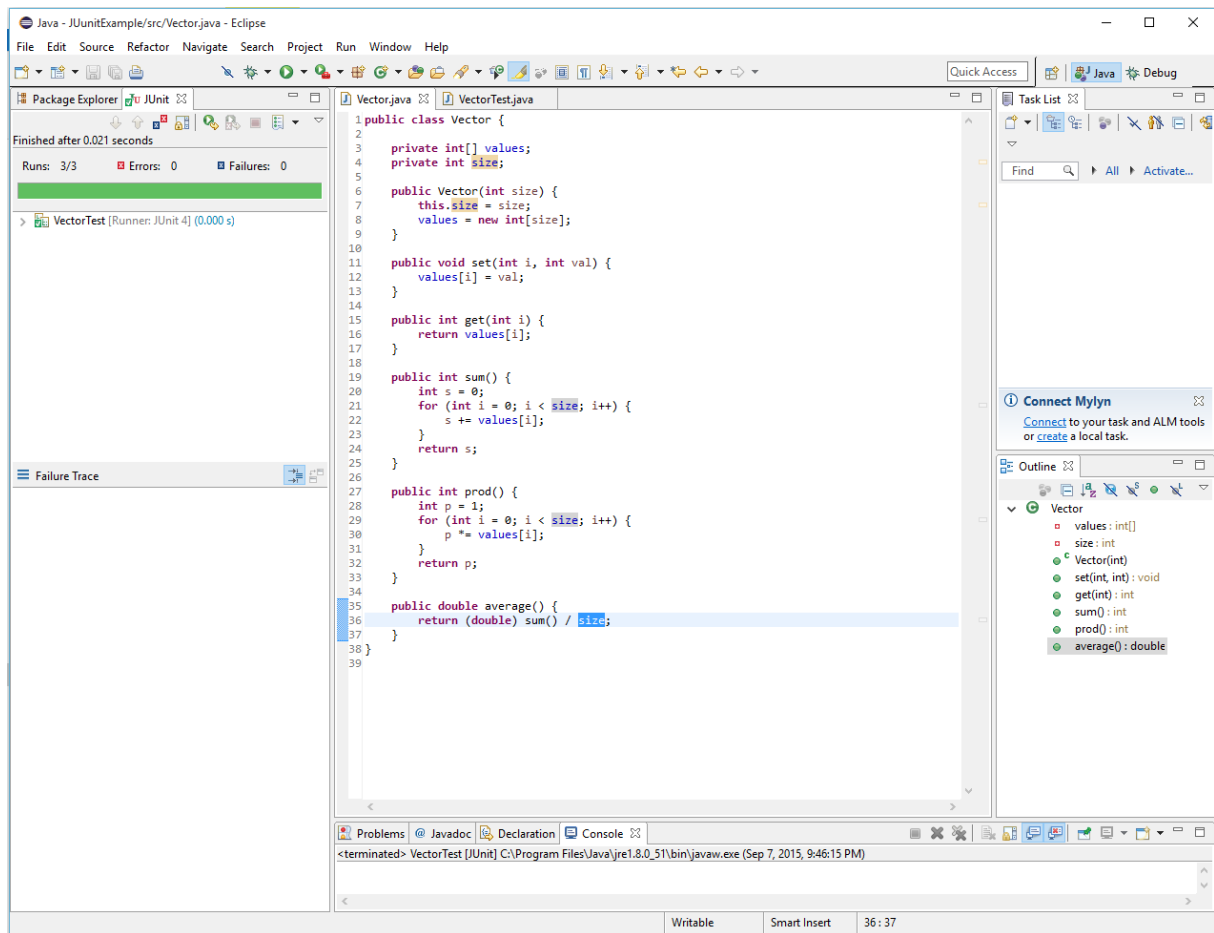 Java - JUunitExample/src/Vector.java - Eclipse
File Edit Source Refactor Navigate Search Project Run Window Help
Quick Access Java Debug
Package Explorer JUnit
Finished after 0.021 seconds
Runs: 3/3 Errors: 0 Failures: 0
VectorTest [Runner: JUnit 4] (0.000 s)
Failure Trace
Vector.java VectorTest.java
1 public class Vector {
2
3 private int[] values;
4 private int size;
5
6 public Vector(int size) {
7 this.size = size;
8 values = new int[size];
9 }
10
11 public void set(int i, int val) {
12 values[i] = val;
13 }
14
15 public int get(int i) {
16 return values[i];
17 }
18
19 public int sum() {
20 int s = 0;
21 for (int i = 0; i < size; i++) {
22 s += values[i];
23 }
24 return s;
25 }
26
27 public int prod() {
28 int p = 1;
29 for (int i = 0; i < size; i++) {
30 p *= values[i];
31 }
32 return p;
33 }
34
35 public double average() {
36 return (double) sum() / size;
37 }
38 }
39
Task List
Find All Activate...
Connect Mylyn
Connect to your task and ALM tools
or create a local task.
Outline
Vector
values : int[]
size : int
Vector(int)
set(int, int) : void
get(int) : int
sum() : int
prod() : int
average() : double
Problems @ Javadoc Declaration Console
<terminated> VectorTest [JUnit] C:\Program Files\Java\jre1.8.0_51\bin\javaw.exe (Sep 7, 2015, 9:46:15 PM)
Writable Smart Insert 36 : 37